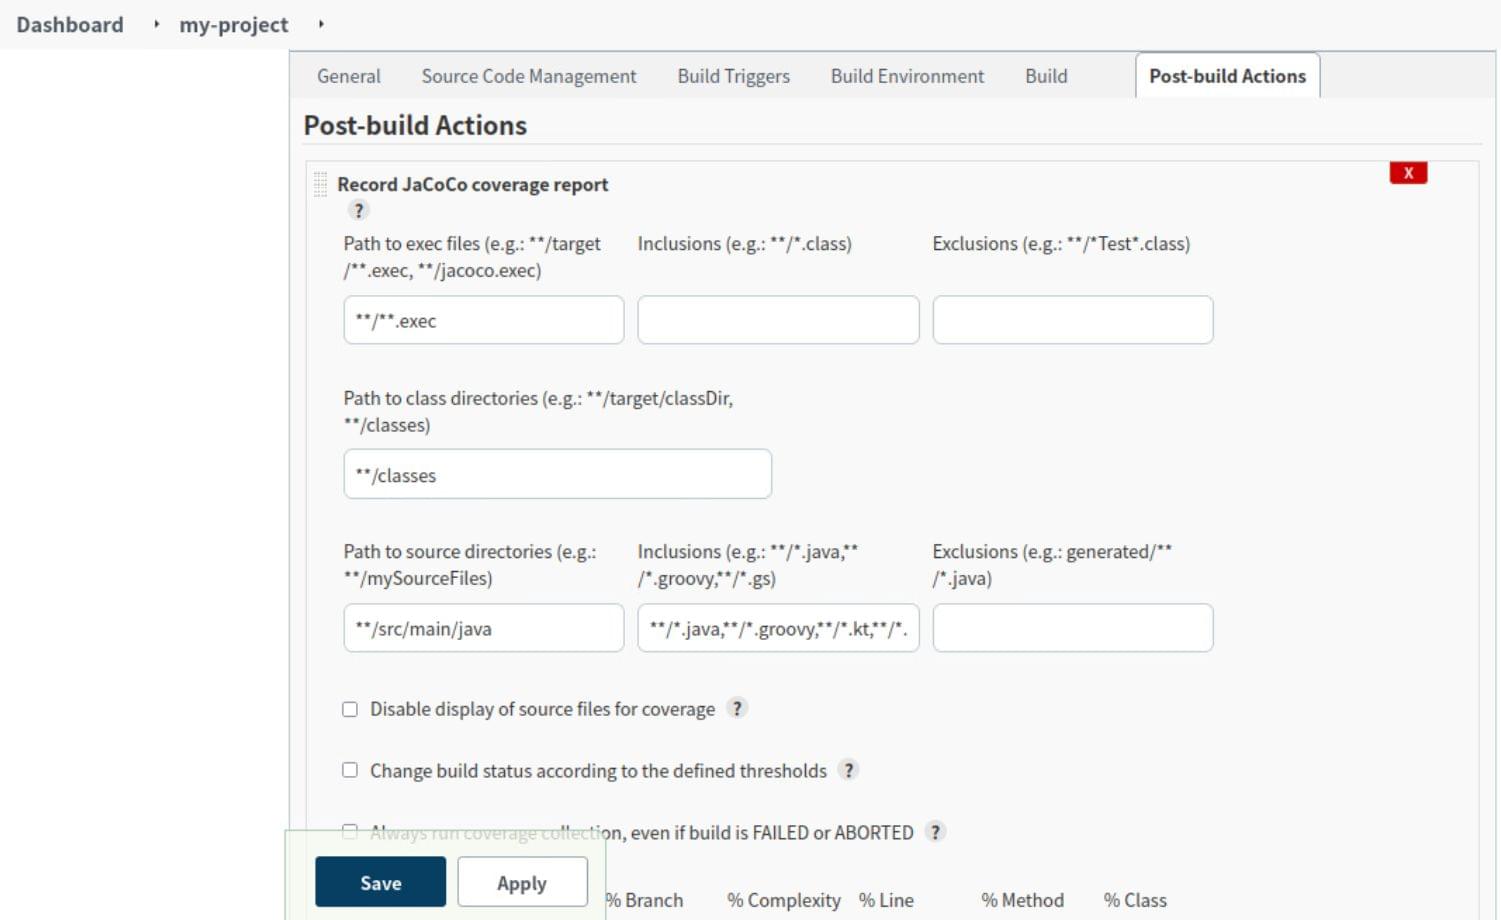 Dashboard
my-project
General
Source Code Management
Build Triggers
Build Environment
Build
Post-build Actions
Post-build Actions
Record JaCoCo coverage report
X
?
Path to exec files (e.g.: **/target
/**.exec, **/jacoco.exec)
Inclusions (e.g.: **/*.class)
Exclusions (e.g.: **/*Test*.class)
**/**.exec
Path to class directories (e.g.: **/target/classDir,
**/classes)
**/classes
Path to source directories (e.g.:
**/mySourceFiles)
Inclusions (e.g.: **/*.java,**
/*.groovy,**/*.gs)
Exclusions (e.g.: generated/**
/*.java)
**/src/main/java
**/*.java,**/*.groovy,**/*.kt,**/*.
Disable display of source files for coverage ?
Change build status according to the defined thresholds ?
Always run coverage collection, even if build is FAILED or ABORTED ?
Save
Apply
% Branch
% Complexity
% Line
% Method
% Class